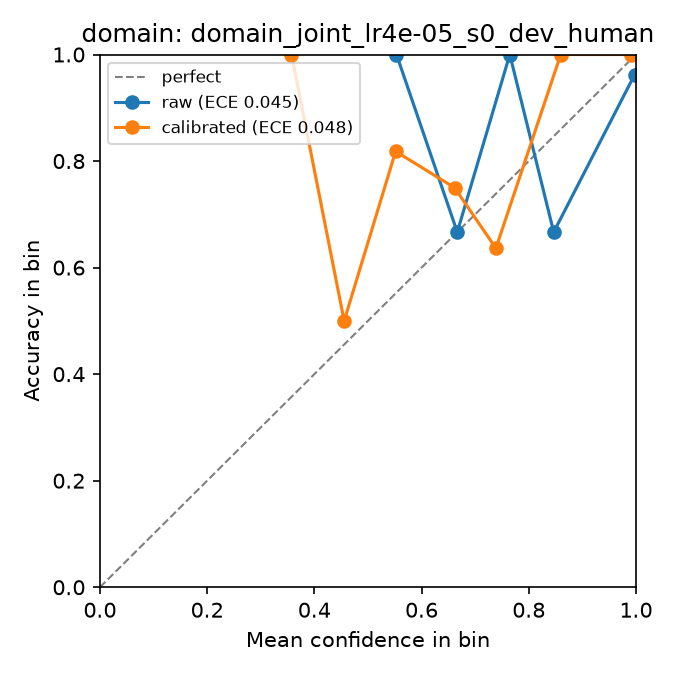 domain: domain_joint_lr4e-05_s0_dev_human
1.0
0.8
0.6
0.4
0.2
0.0
Accuracy in bin
perfect
raw (ECE 0.045)
calibrated (ECE 0.048)
0.0 0.2 0.4 0.6 0.8 1.0
Mean confidence in bin